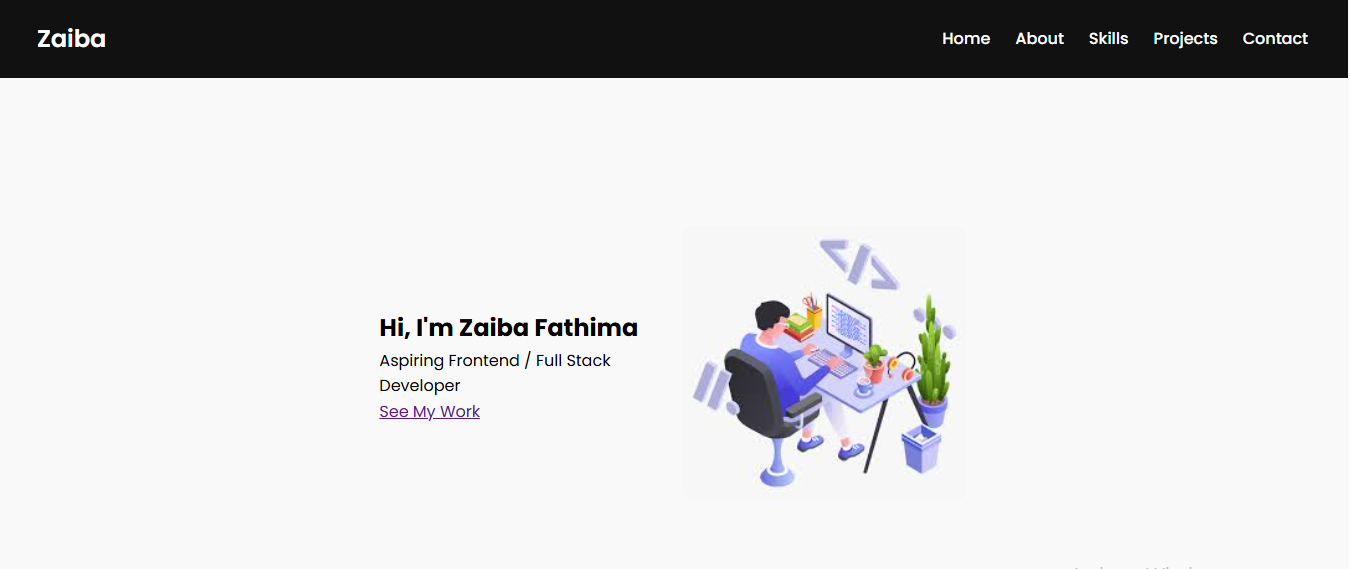 Zaiba
Home About Skills Projects Contact
Hi, I'm Zaiba Fathima
Aspiring Frontend / Full Stack
Developer
See My Work